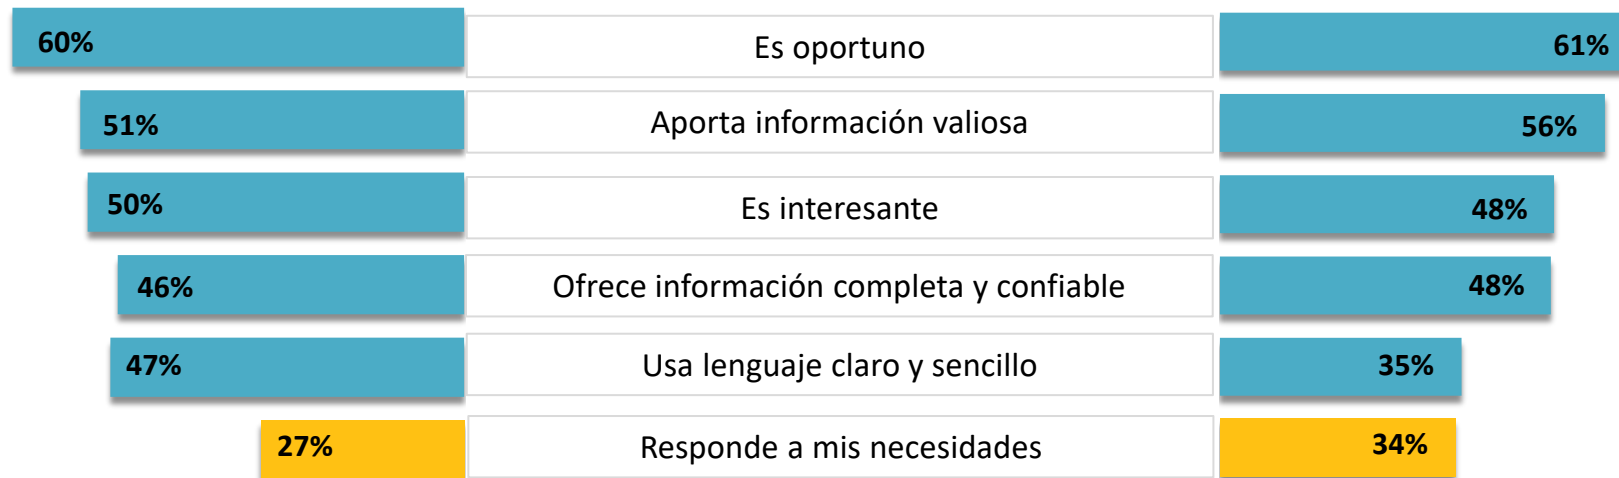 60% Es oportuno 61%
51% Aporta información valiosa 56%
50% Es interesante 48%
46% Ofrece información completa y confiable 48%
47% Usa lenguaje claro y sencillo 35%
27% Responde a mis necesidades 34%